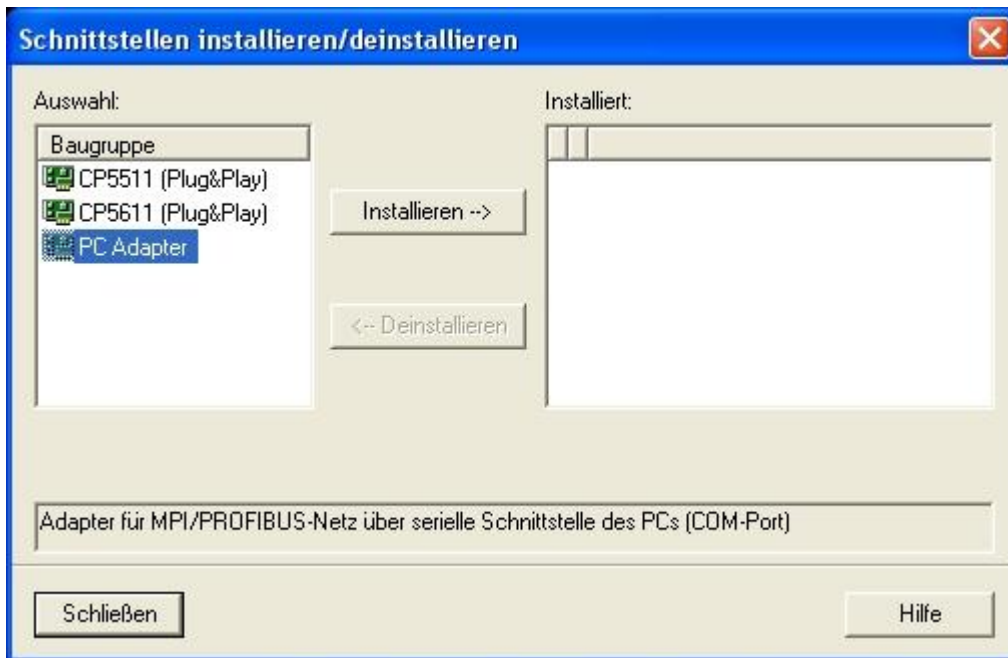 Schnittstellen installieren/deinstallieren
Auswahl:
Installiert:
Baugruppe
CP5511 (Plug&Play)
CP5611 (Plug&Play)
PC Adapter
Installieren -->
<-- Deinstallieren
Adapter für MPI/PROFIBUS-Netz über serielle Schnittstelle des PCs (COM-Port)
Schließen
Hilfe